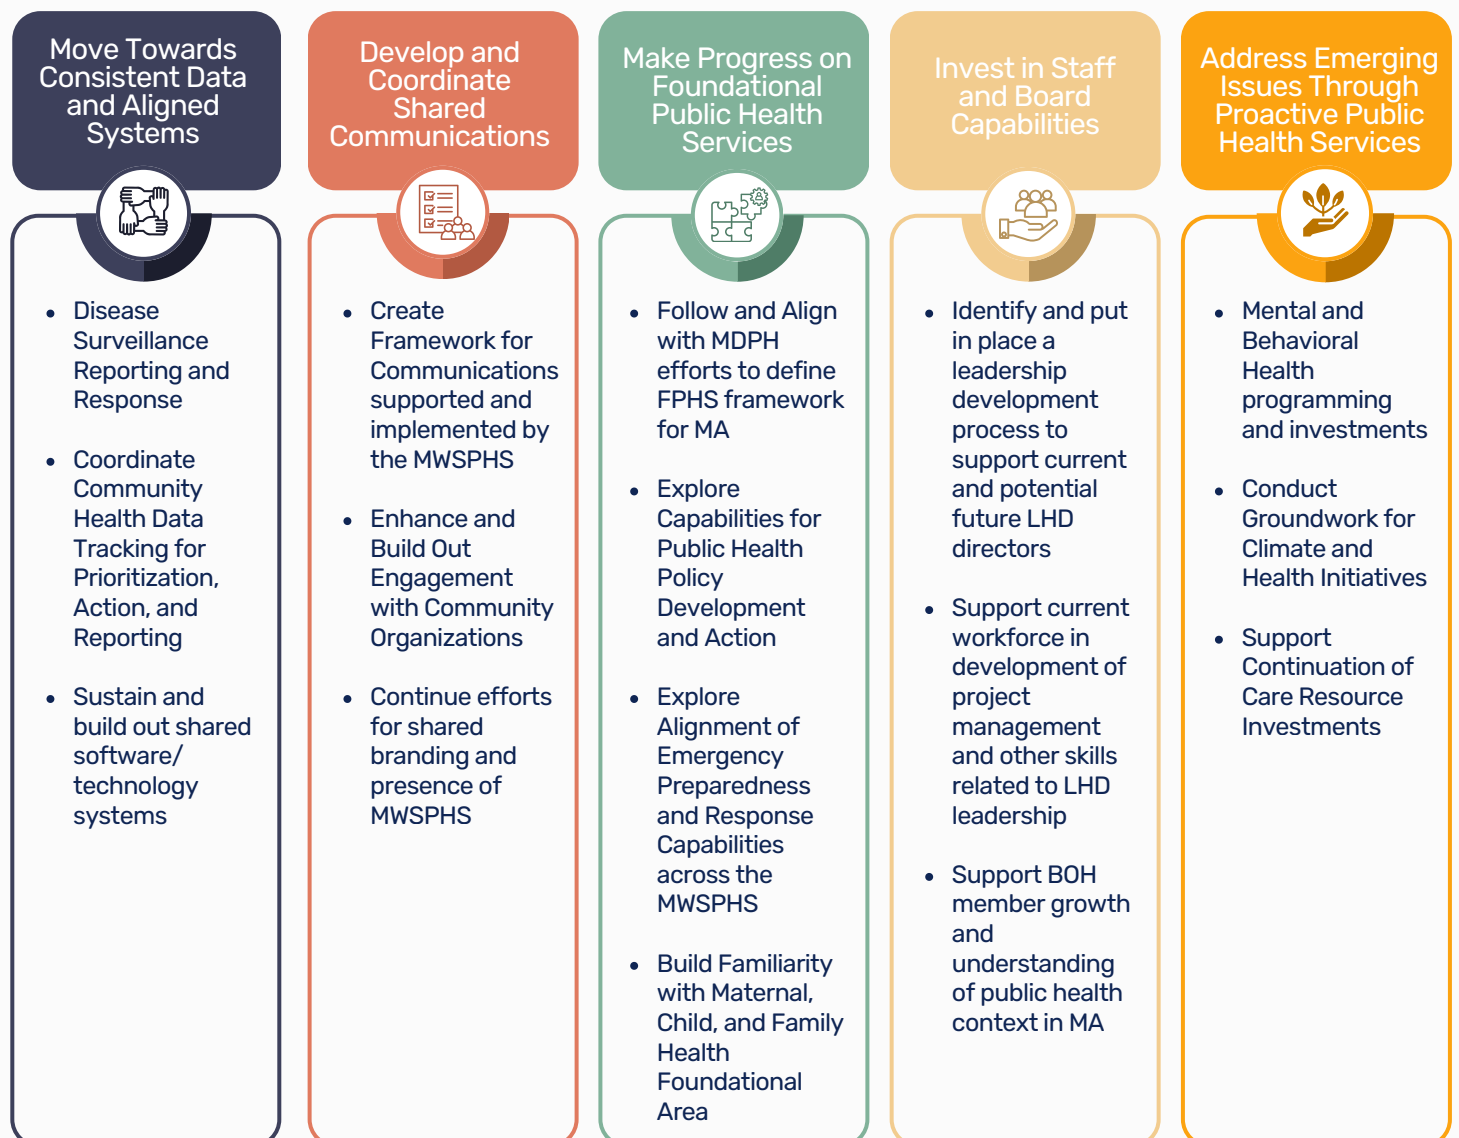 Move Towards
Consistent Data
and Aligned
Systems
• Disease
Surveillance
Reporting and
Response
• Coordinate
Community
Health Data
Tracking for
Prioritization,
Action, and
Reporting
• Sustain and
build out shared
software/
technology
systems
Develop and
Coordinate
Shared
Communications
• Create
Framework for
Communications
supported and
implemented by
the MWSPHS
• Enhance and
Build Out
Engagement
with Community
Organizations
• Continue efforts
for shared
branding and
presence of
MWSPHS
Make Progress on
Foundational
Public Health
Services
• Follow and Align
with MDPH
efforts to define
FPHS framework
for MA
• Explore
Capabilities for
Public Health
Policy
Development
and Action
• Explore
Alignment of
Emergency
Preparedness
and Response
Capabilities
across the
MWSPHS
• Build Familiarity
with Maternal,
Child, and Family
Health
Foundational
Area
Invest in Staff
and Board
Capabilities
• Identify and put
in place a
leadership
development
process to
support current
and potential
future LHD
directors
• Support current
workforce in
development of
project
management
and other skills
related to LHD
leadership
• Support BOH
member growth
and
understanding
of public health
context in MA
Address Emerging
Issues Through
Proactive Public
Health Services
• Mental and
Behavioral
Health
programming
and investments
• Conduct
Groundwork for
Climate and
Health Initiatives
• Support
Continuation of
Care Resource
Investments